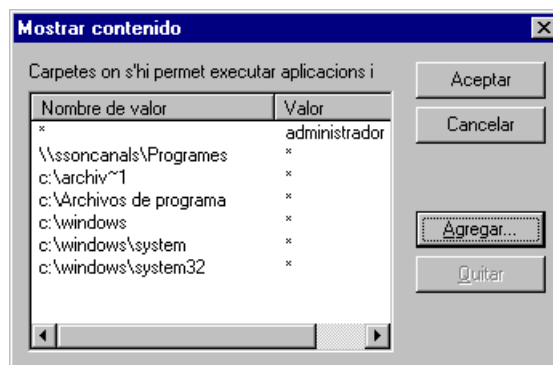 Mostrar contenido
Carpetes on s'hi permet executar aplicacions i
Nombre de valor Valor
* administrador
\\ssoncanals\Programes *
c:\archiv~1 *
c:\Archivos de programa *
c:\windows *
c:\windows\system *
c:\windows\system32 *
Aceptar
Cancelar
Agregar...
Quitar